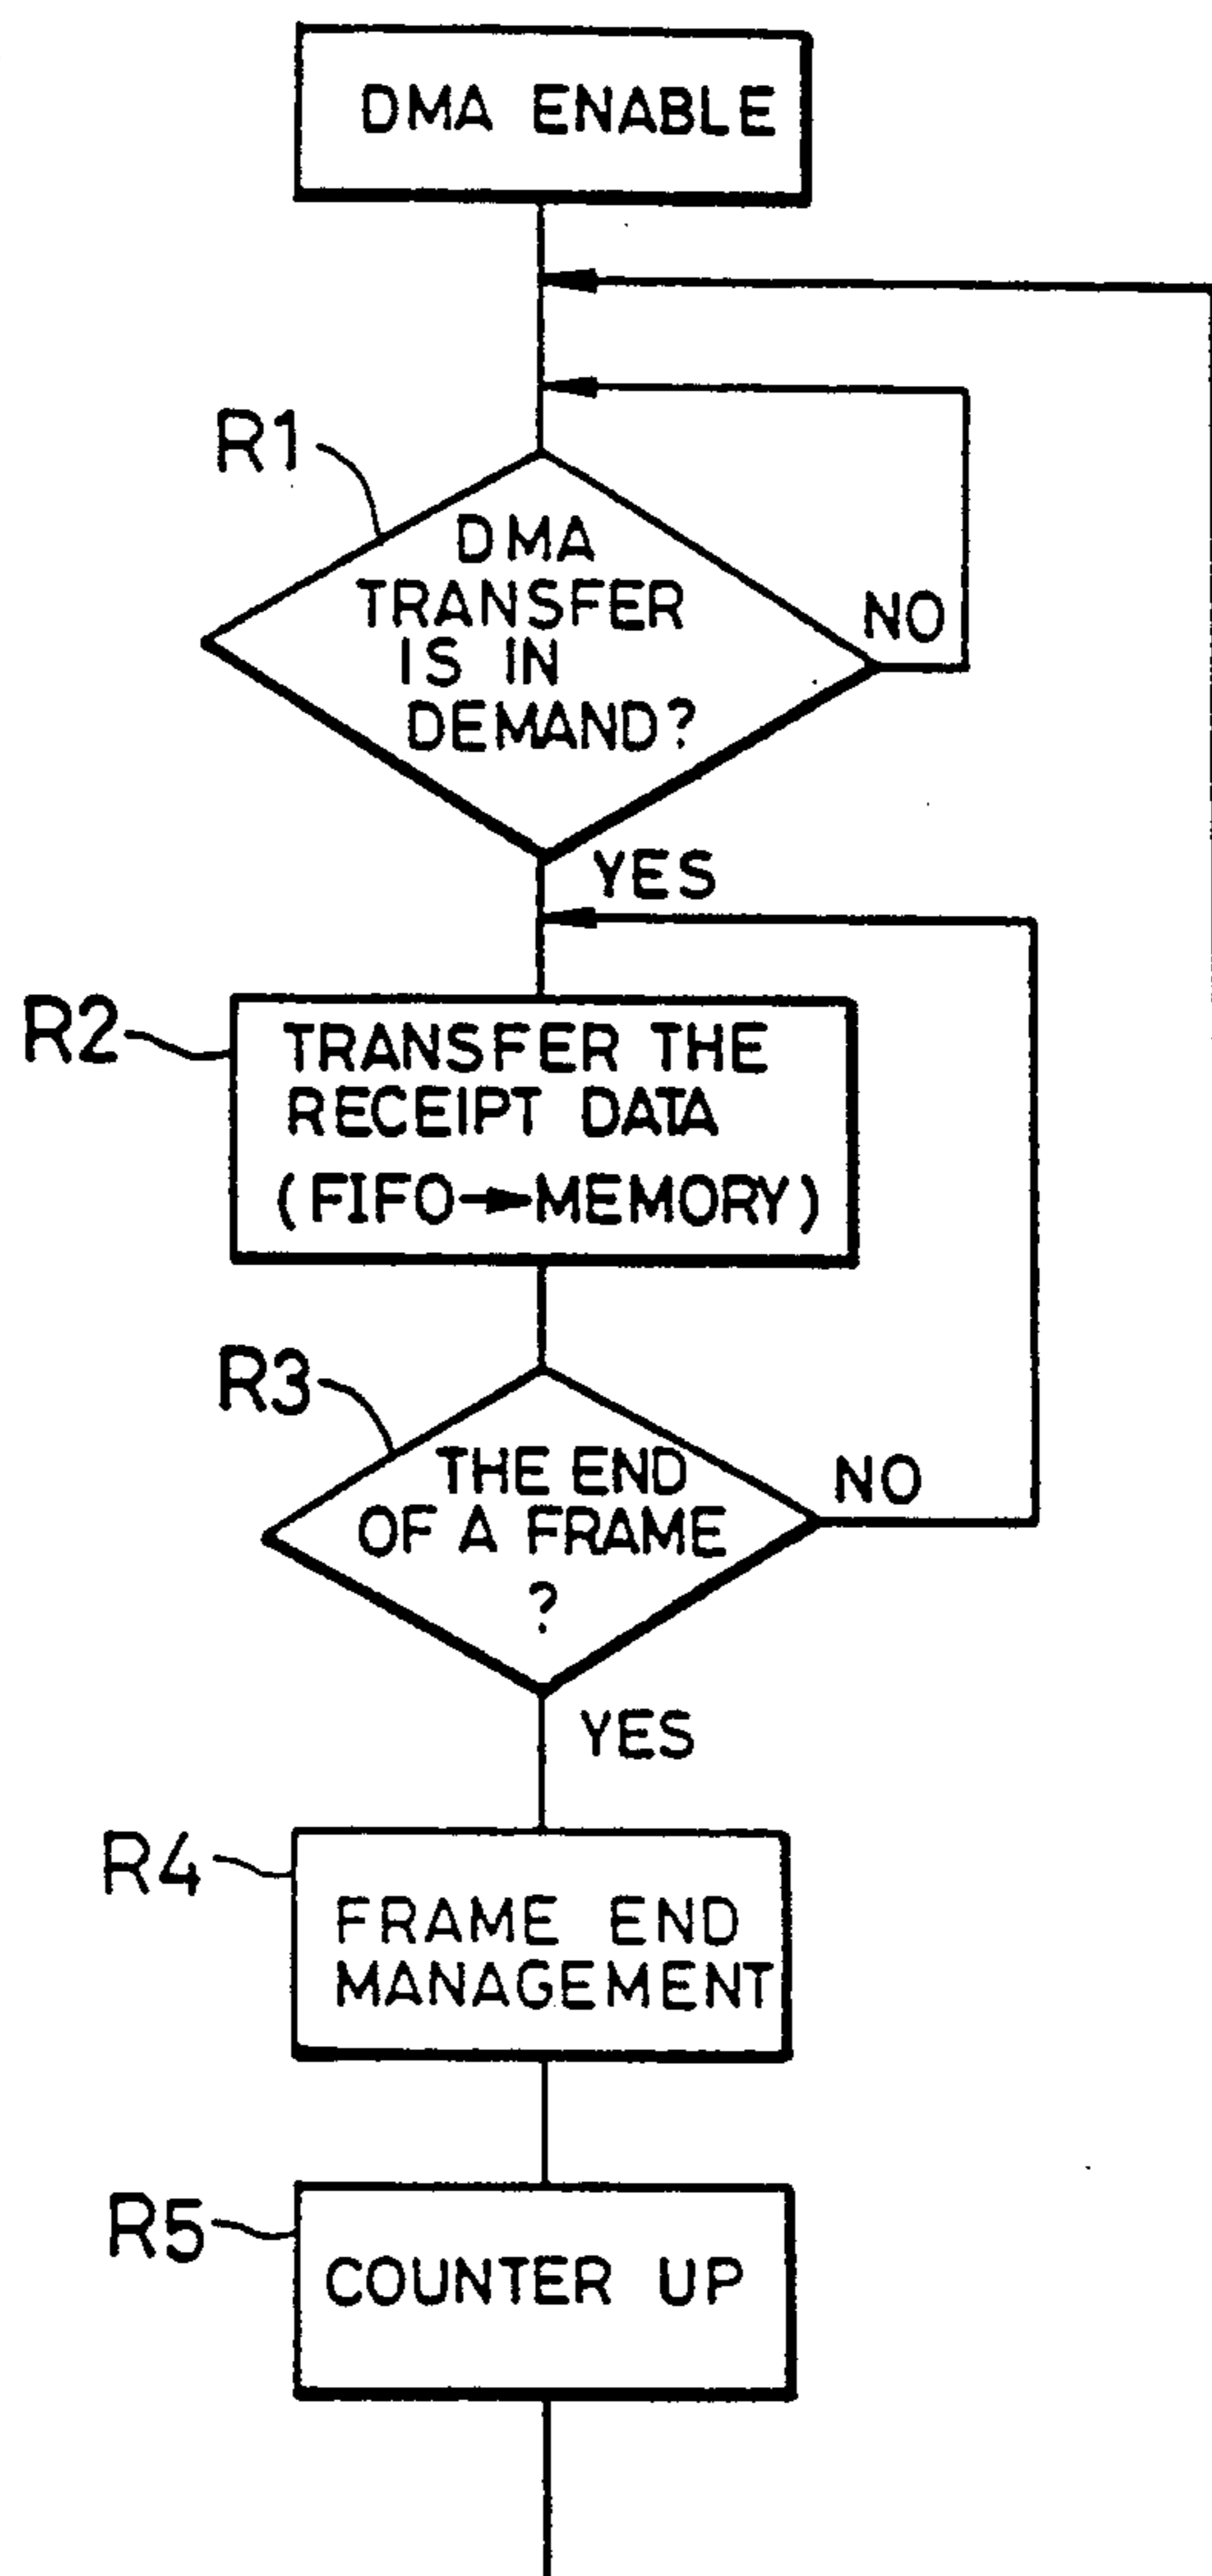 DMA ENABLE
R1
DMA
TRANSFER
IS IN
DEMAND?
NO
YES
R2
TRANSFER THE
RECEIPT DATA
(FIFO→MEMORY)
R3
THE END
OF A FRAME
?
NO
YES
R4
FRAME END
MANAGEMENT
R5
COUNTER UP